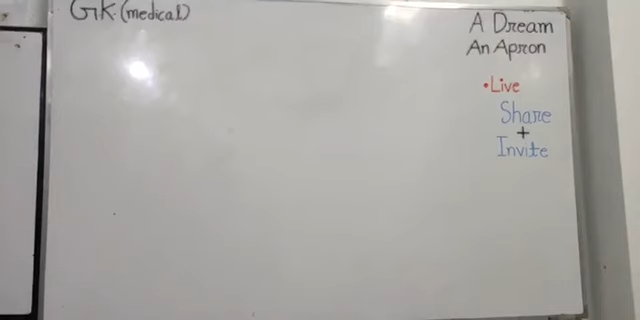 GK.(medical)
A Dream
An Apron
•Live
Share
+
Invite